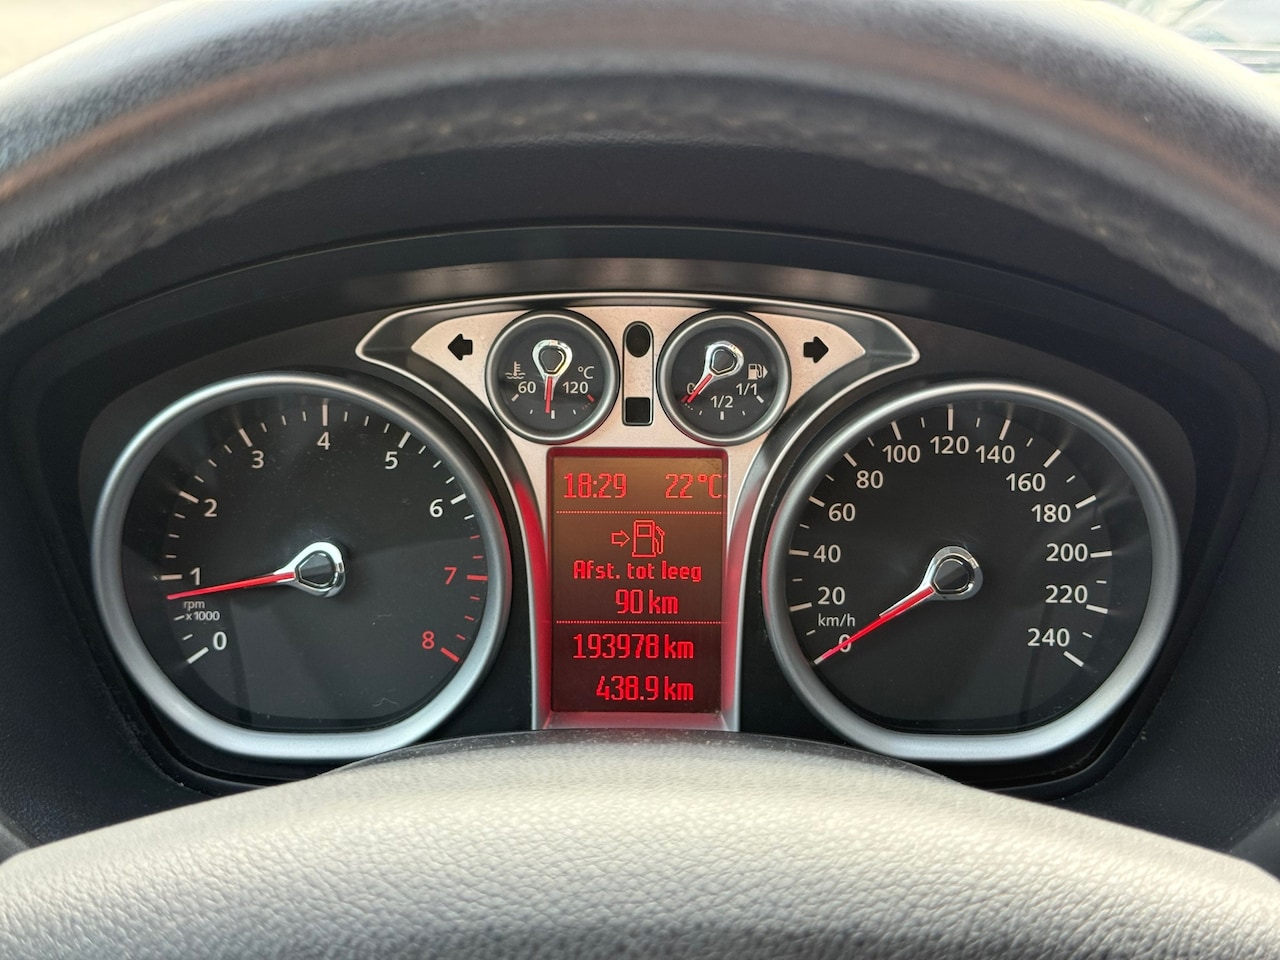 60 120 °C
0 1/2 1/1
18:29 22°C
Afst. tot leeg
90 km
193978 km
438.9 km
0 1 2 3 4 5 6 7 8
rpm
x1000
0 20 40 60 80 100 120 140 160 180 200 220 240
km/h